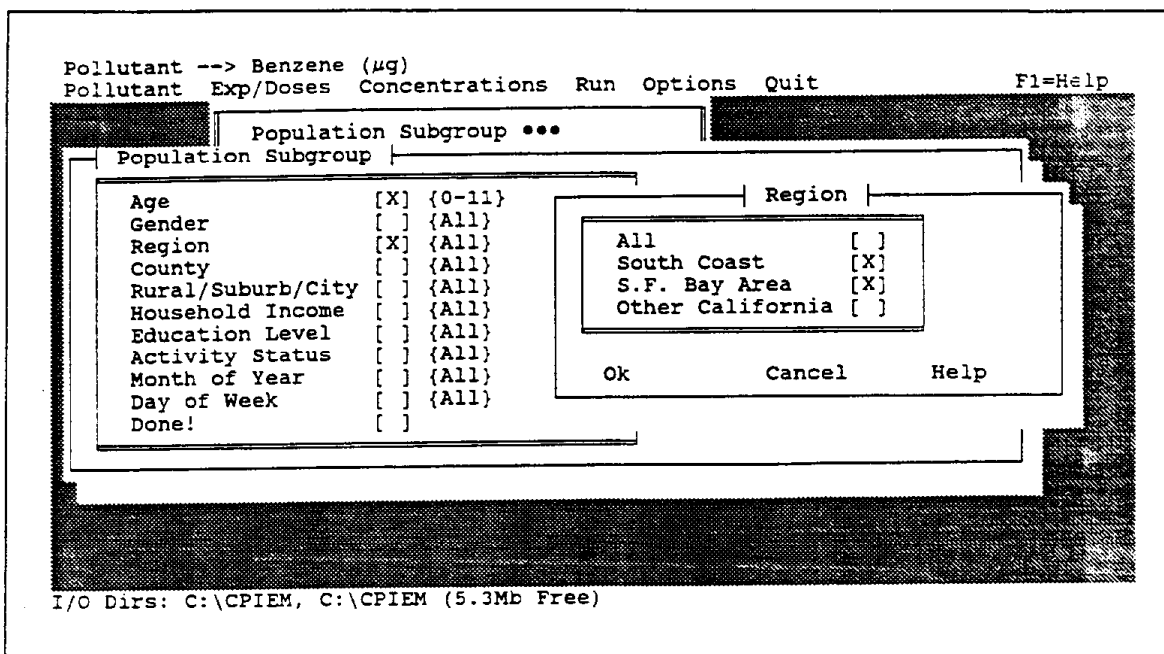 Pollutant --> Benzene (μg)
Pollutant Exp/Doses Concentrations Run Options Quit F1=Help
Population Subgroup •••
Population Subgroup
Age [X] {0-11}
Gender [ ] {All}
Region [X] {All}
County [ ] {All}
Rural/Suburb/City [ ] {All}
Household Income [ ] {All}
Education Level [ ] {All}
Activity Status [ ] {All}
Month of Year [ ] {All}
Day of Week [ ] {All}
Done! [ ]
Region
All [ ]
South Coast [X]
S.F. Bay Area [X]
Other California [ ]
Ok Cancel Help
I/O Dirs: C:\CPIEM, C:\CPIEM (5.3Mb Free)